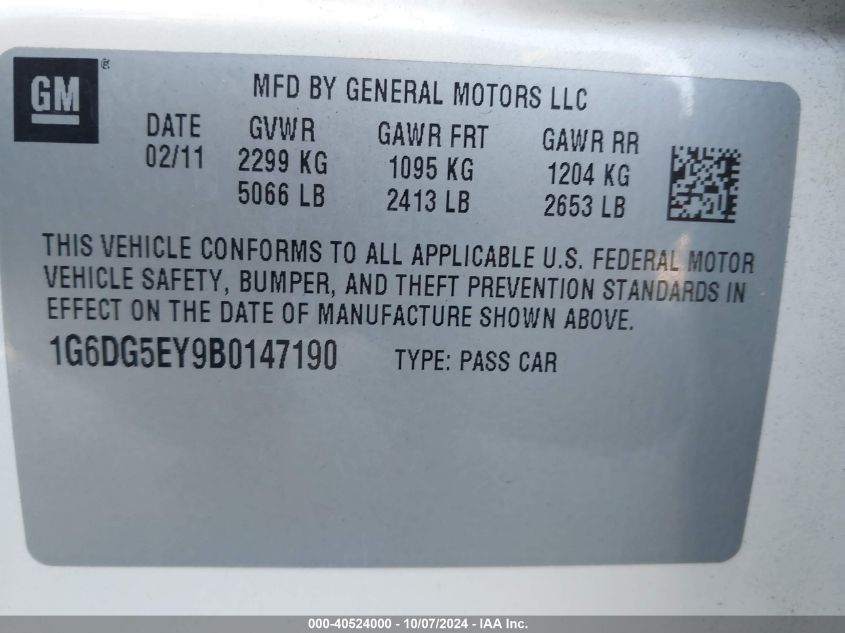 GM ®
MFD BY GENERAL MOTORS LLC
DATE GVWR GAWR FRT GAWR RR
02/11 2299 KG 1095 KG 1204 KG
5066 LB 2413 LB 2653 LB
THIS VEHICLE CONFORMS TO ALL APPLICABLE U.S. FEDERAL MOTOR
VEHICLE SAFETY, BUMPER, AND THEFT PREVENTION STANDARDS IN
EFFECT ON THE DATE OF MANUFACTURE SHOWN ABOVE.
1G6DG5EY9B0147190 TYPE: PASS CAR
000-40524000 - 10/07/2024 - IAA Inc.